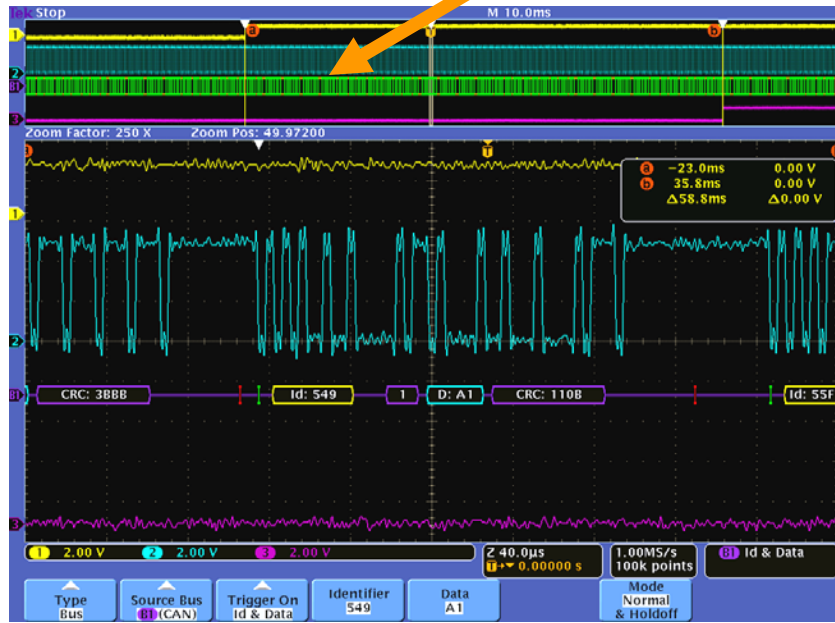 Tek Stop M 10.0ms
1 a T b
2
B1
3
Zoom Factor: 250 X Zoom Pos: 49.97200
T
a -23.0ms 0.00 V
b 35.8ms 0.00 V
Δ58.8ms Δ0.00 V
1
2
B1 CRC: 3BBB Id: 549 1 D: A1 CRC: 110B Id: 55F
3
1 2.00 V 2 2.00 V 3 2.00 V Z 40.0µs 1.00MS/s B1 Id & Data
T→▼ 0.00000 s 100k points
Type Source Bus Trigger On Identifier Data Mode
Bus B1 (CAN) Id & Data 549 A1 Normal
& Holdoff